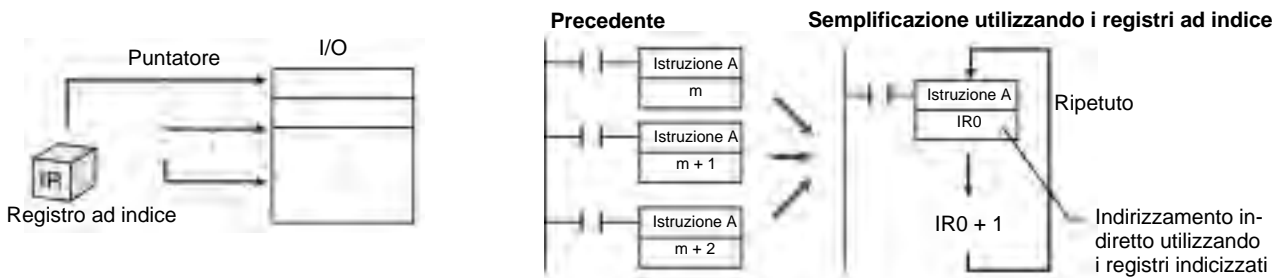 Puntatore
I/O
IR
Registro ad indice
Precedente
Istruzione A
m
Istruzione A
m + 1
Istruzione A
m + 2
Semplificazione utilizzando i registri ad indice
Istruzione A
IR0
Ripetuto
IR0 + 1
Indirizzamento in-
diretto utilizzando
i registri indicizzati